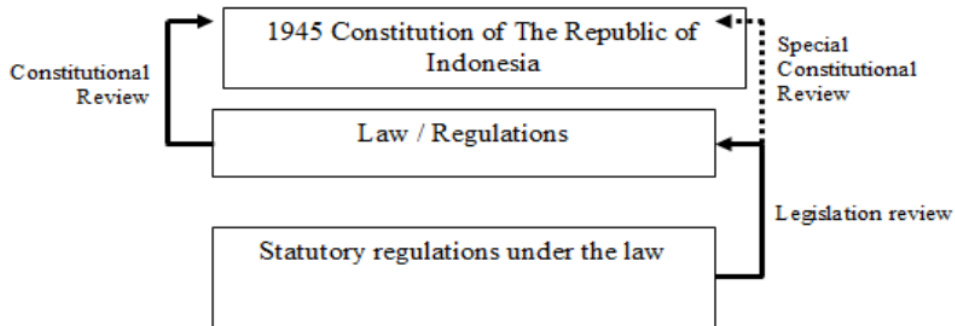 1945 Constitution of The Republic of
Indonesia
Constitutional
Review
Special
Constitutional
Review
Law / Regulations
Legislation review
Statutory regulations under the law